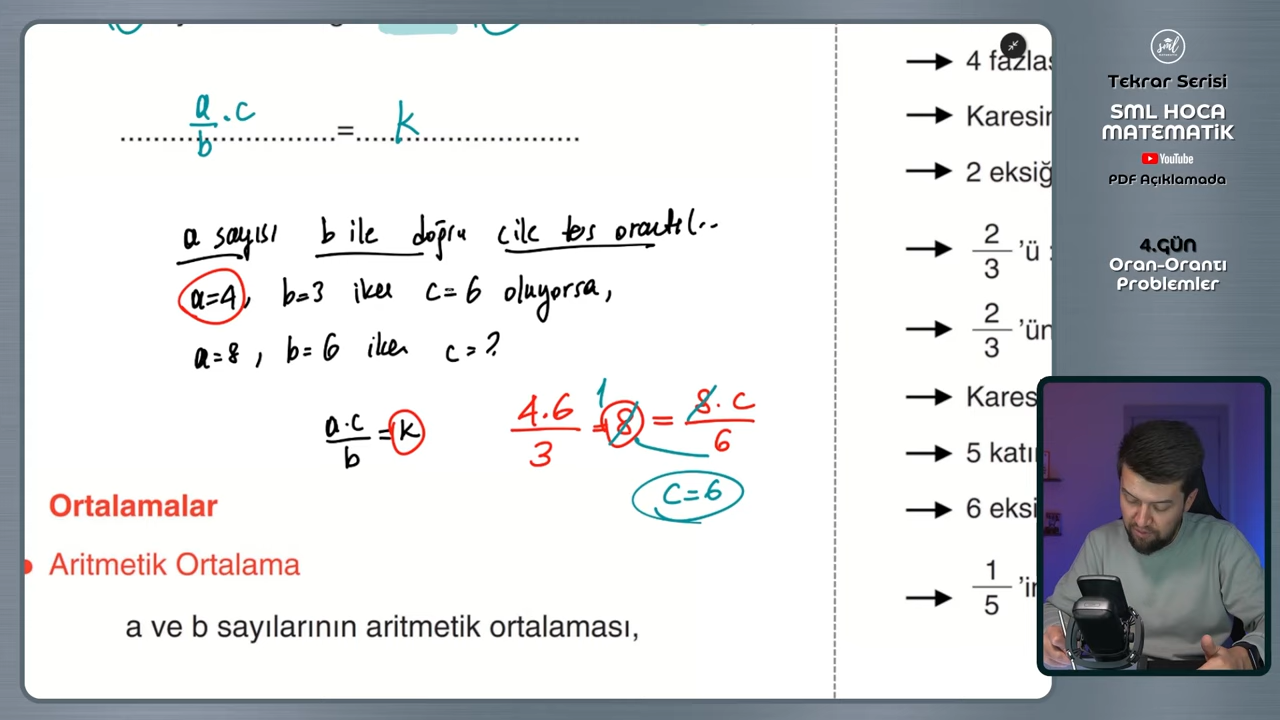 a/b . c = k
a sayısı b ile doğru c ile ters orantıl..
a=4, b=3 iken c=6 oluyorsa,
a=8, b=6 iken c=?
a.c/b = k
4.6/3 = 8 = 8.c/6
1
c=6
Ortalamalar
Aritmetik Ortalama
a ve b sayılarının aritmetik ortalaması,
4 fazlas
Karesin
2 eksiğ
2/3 'ü
2/3 'ün
Kares
5 katı
6 eksi
1/5 'in
sml
Tekrar Serisi
SML HOCA
MATEMATİK
YouTube
PDF Açıklamada
4.GÜN
Oran-Orantı
Problemler